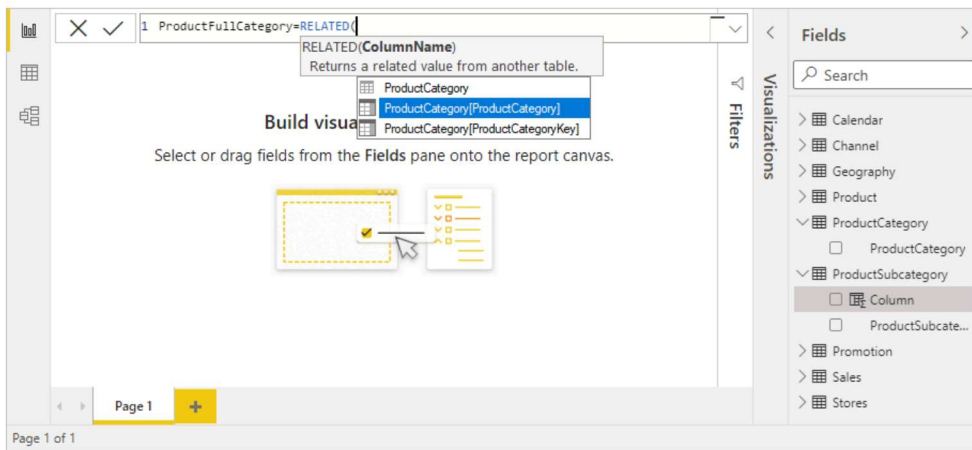 1 ProductFullCategory=RELATED(
RELATED(ColumnName)
Returns a related value from another table.
ProductCategory
ProductCategory[ProductCategory]
ProductCategory[ProductCategoryKey]
Build visua
Select or drag fields from the Fields pane onto the report canvas.
Filters
Visualizations
Fields
Search
Calendar
Channel
Geography
Product
ProductCategory
ProductCategory
ProductSubcategory
Column
ProductSubcate...
Promotion
Sales
Stores
Page 1
Page 1 of 1